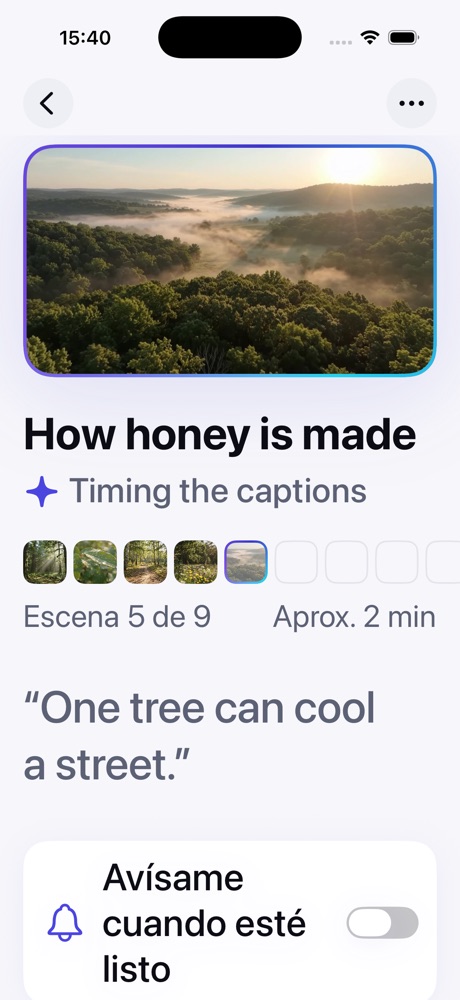 15:40
How honey is made
Timing the captions
Escena 5 de 9
Aprox. 2 min
“One tree can cool
a street.”
Avísame
cuando esté
listo